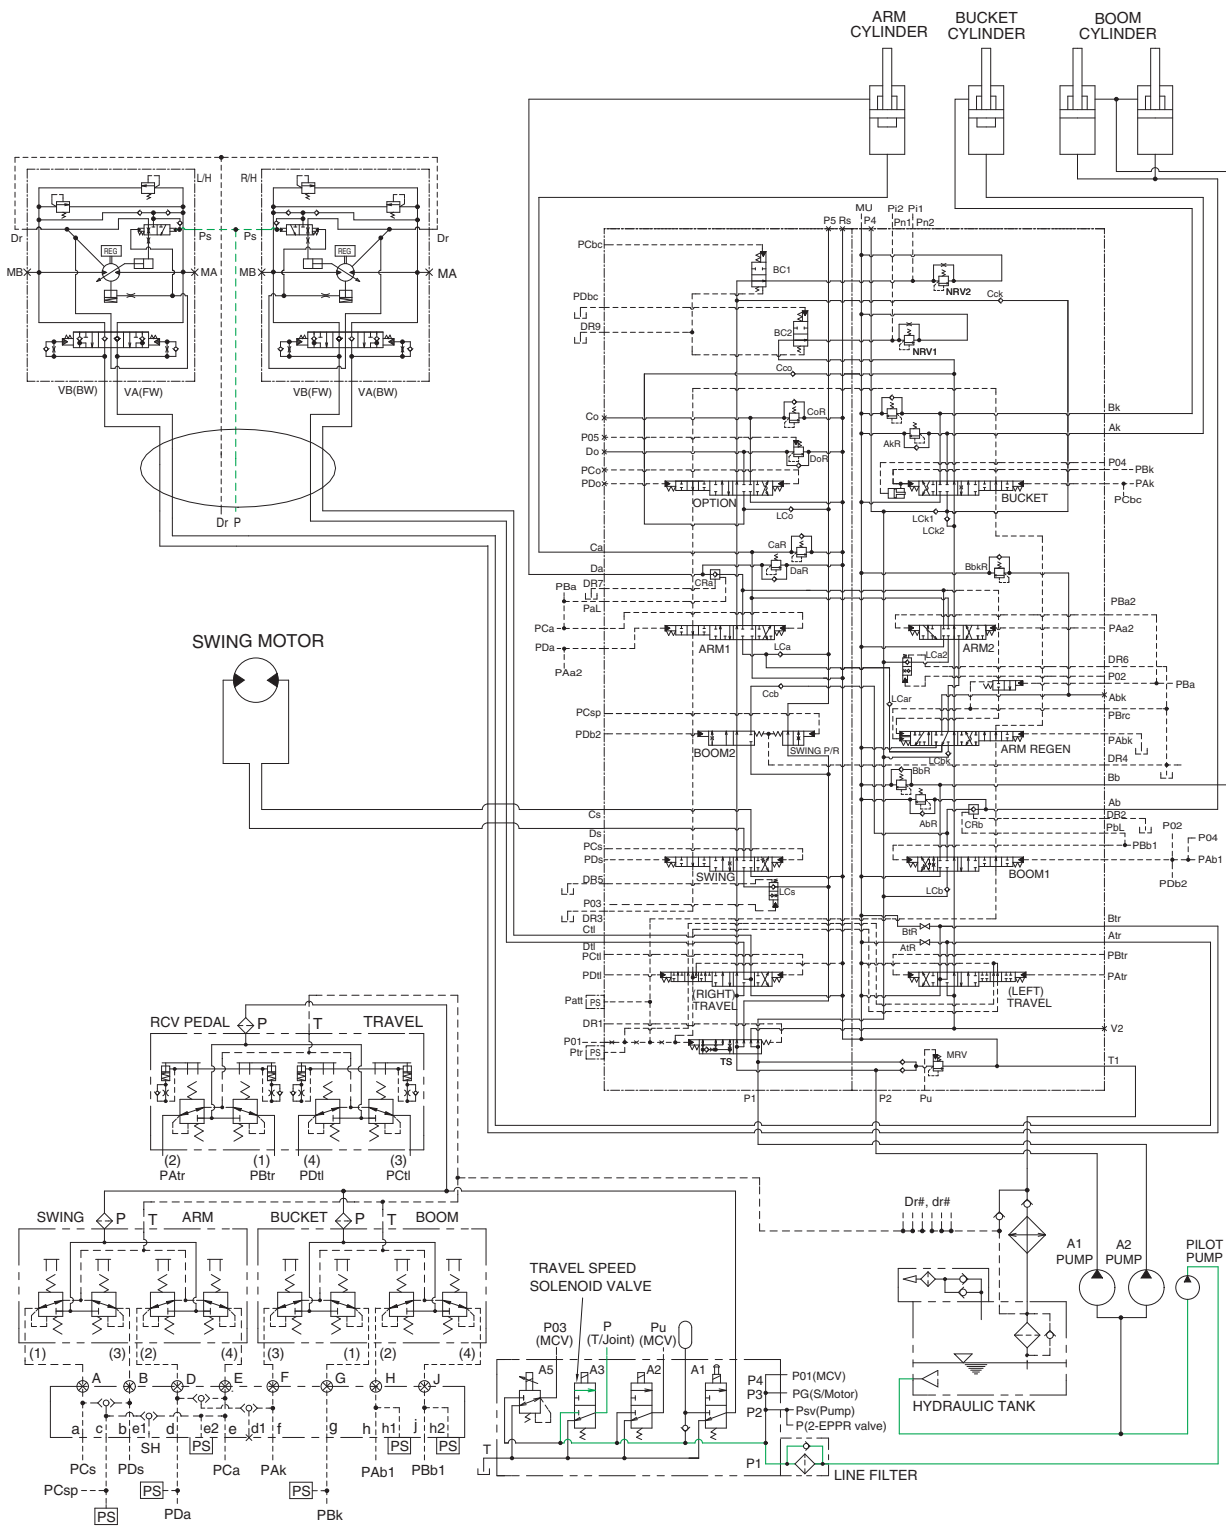 ARM
CYLINDER
BUCKET
CYLINDER
BOOM
CYLINDER
L/H
R/H
Dr
Ps
Ps
Dr
REG
REG
MB
MA
MB
MA
VB(BW)
VA(FW)
VB(FW)
VA(BW)
Dr P
MU
Pi2 Pi1
P5 Rs
P4
Pn1
Pn2
PCbc
BC1
NRV2
Cck
PDbc
DR9
BC2
NRV1
Cco
Co
CoR
Bk
P05
Ak
Do
DoR
AkR
PCo
P04
PBk
PDo
PAk
OPTION
BUCKET
PCbc
LCo
LCk1
LCk2
Ca
CaR
Da
DaR
BbkR
CRa
DR7
PBa
PaL
PBa2
PCa
PAa2
PDa
ARM1
ARM2
LCa
LCa2
DR6
PAa2
P02
Ccb
PBa
LCar
Abk
PCsp
PBrc
PDb2
PAbk
BOOM2
SWING P/R
ARM REGEN
LCbk
DR4
BbR
Bb
Cs
AbR
CRb
Ab
DR2
Ds
PbL
P02
PCs
PBb1
P04
PDs
PAb1
SWING
BOOM1
PDb2
DR5
LCs
LCb
P03
DR3
Btr
Ctl
BtR
Atr
Dtl
AtR
PCtl
PBtr
PDtl
PAtr
(RIGHT)
TRAVEL
(LEFT)
TRAVEL
Patt
PS
DR1
V2
P01
Ptr
PS
TS
MRV
T1
P1
P2
Pu
SWING MOTOR
RCV PEDAL
P
T
TRAVEL
(2)
(1)
(4)
(3)
PAtr
PBtr
PDtl
PCtl
SWING
P
T
ARM
BUCKET
P
T
BOOM
(1)
(3)
(2)
(4)
(3)
(1)
(2)
(4)
A
B
D
E
F
G
H
J
a
c
b
e1
d
e2
e
d1
f
g
h
h1
j
h2
SH
PS
PS
PS
PCs
PDs
PCa
PAk
PAb1
PBb1
PCsp
PS
PS
PS
PDa
PBk
TRAVEL SPEED
SOLENOID VALVE
P03
(MCV)
P
(T/Joint)
Pu
(MCV)
A5
A3
A2
A1
P4
P01(MCV)
P3
PG(S/Motor)
P2
Psv(Pump)
P(2-EPPR valve)
T
P1
LINE FILTER
Dr#, dr#
A1
PUMP
A2
PUMP
PILOT
PUMP
HYDRAULIC TANK